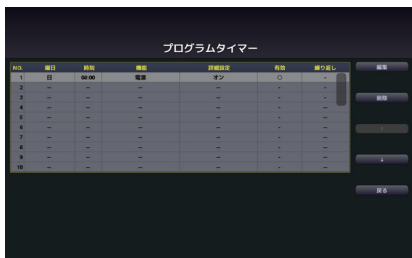 プログラムタイマー
NO. 曜日 時刻 機能 詳細設定 有効 繰り返し
1 日 00:00 電源 オン ○ -
2 -- -- -- -- - -
3 -- -- -- -- - -
4 -- -- -- -- - -
5 -- -- -- -- - -
6 -- -- -- -- - -
7 -- -- -- -- - -
8 -- -- -- -- - -
9 -- -- -- -- - -
10 -- -- -- -- - -
編集
削除
↑
↓
戻る